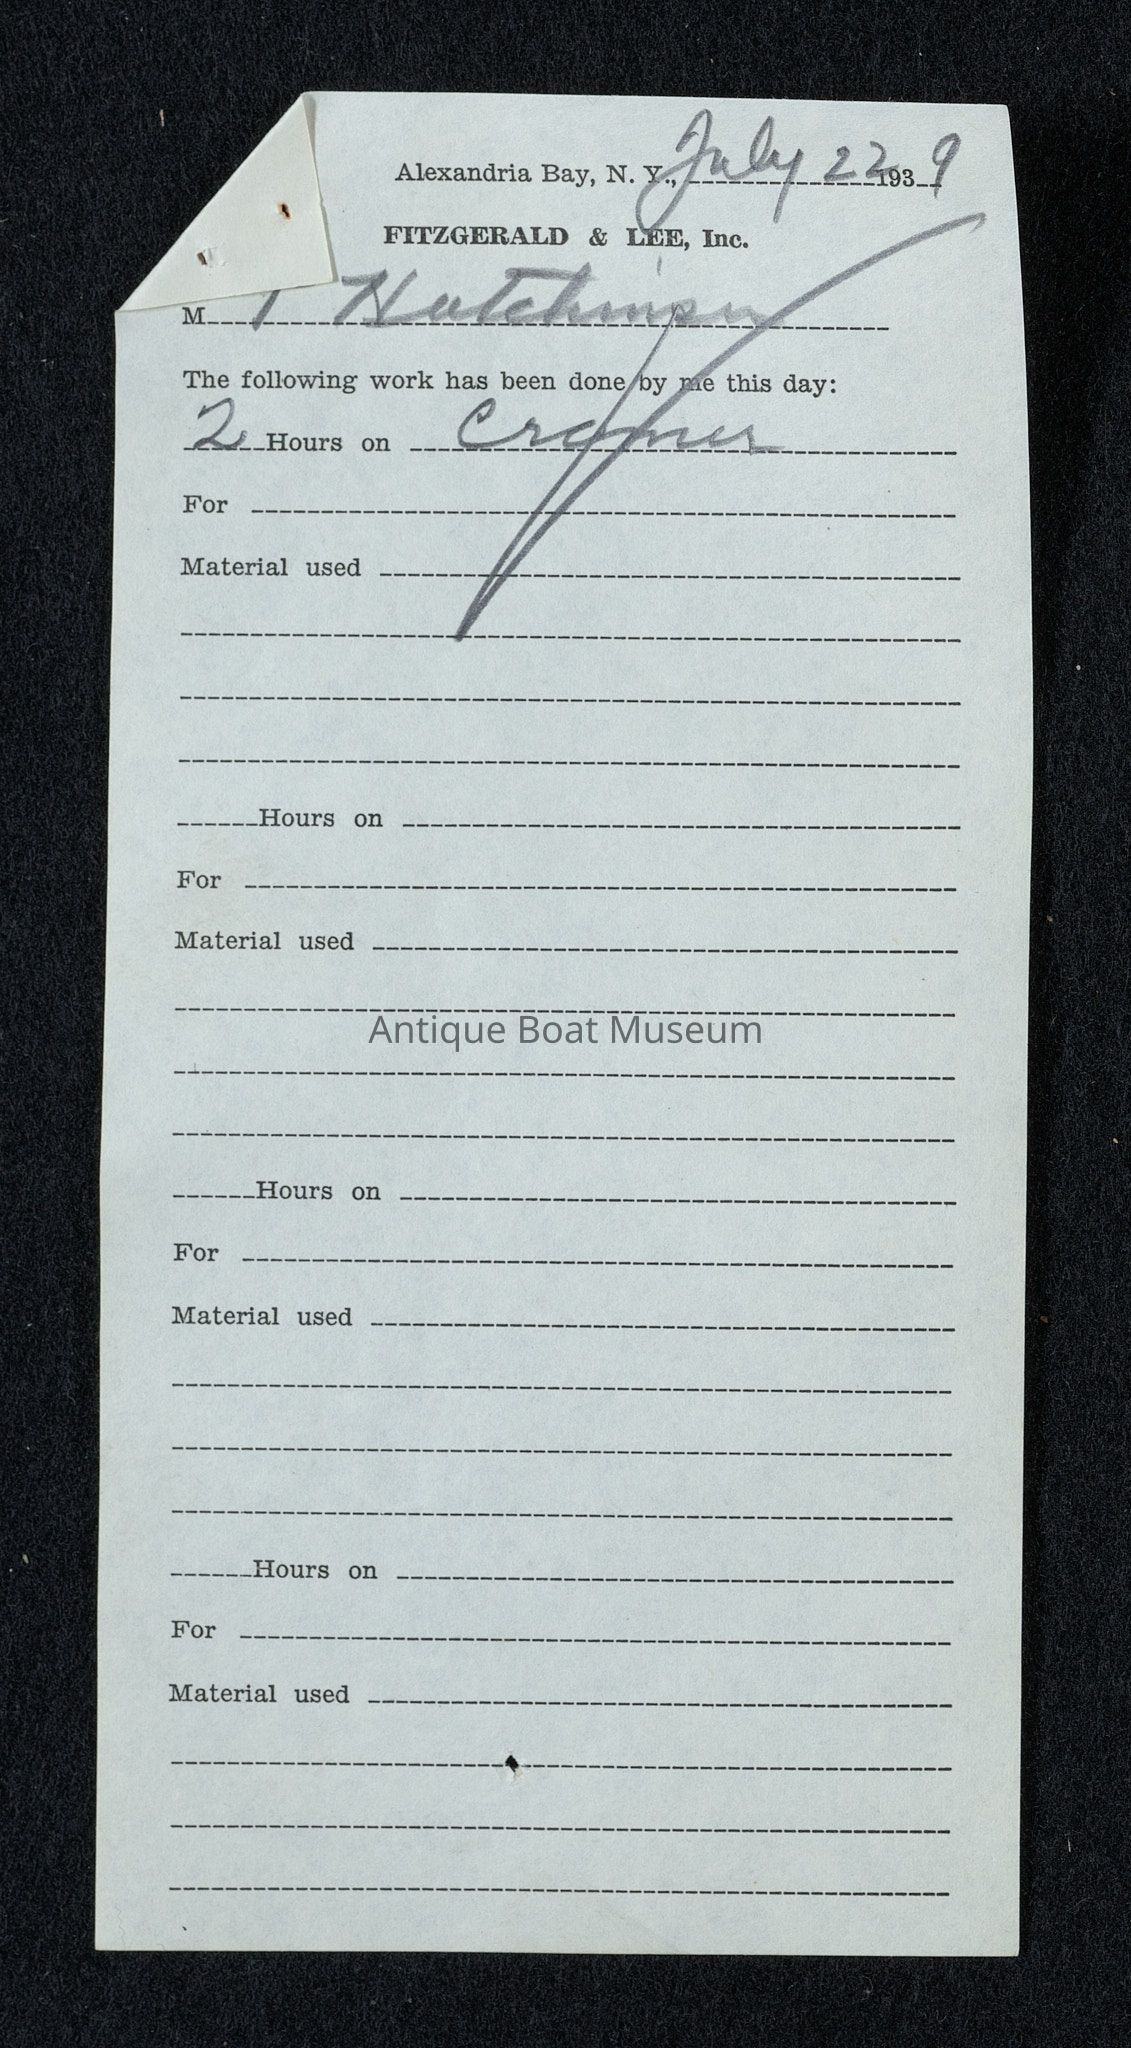 Alexandria Bay, N. Y., July 22 1939
FITZGERALD & LEE, Inc.
M Hutchinson
The following work has been done by me this day:
2 Hours on Cramer
For
Material used
Hours on
For
Material used
Antique Boat Museum
Hours on
For
Material used
Hours on
For
Material used